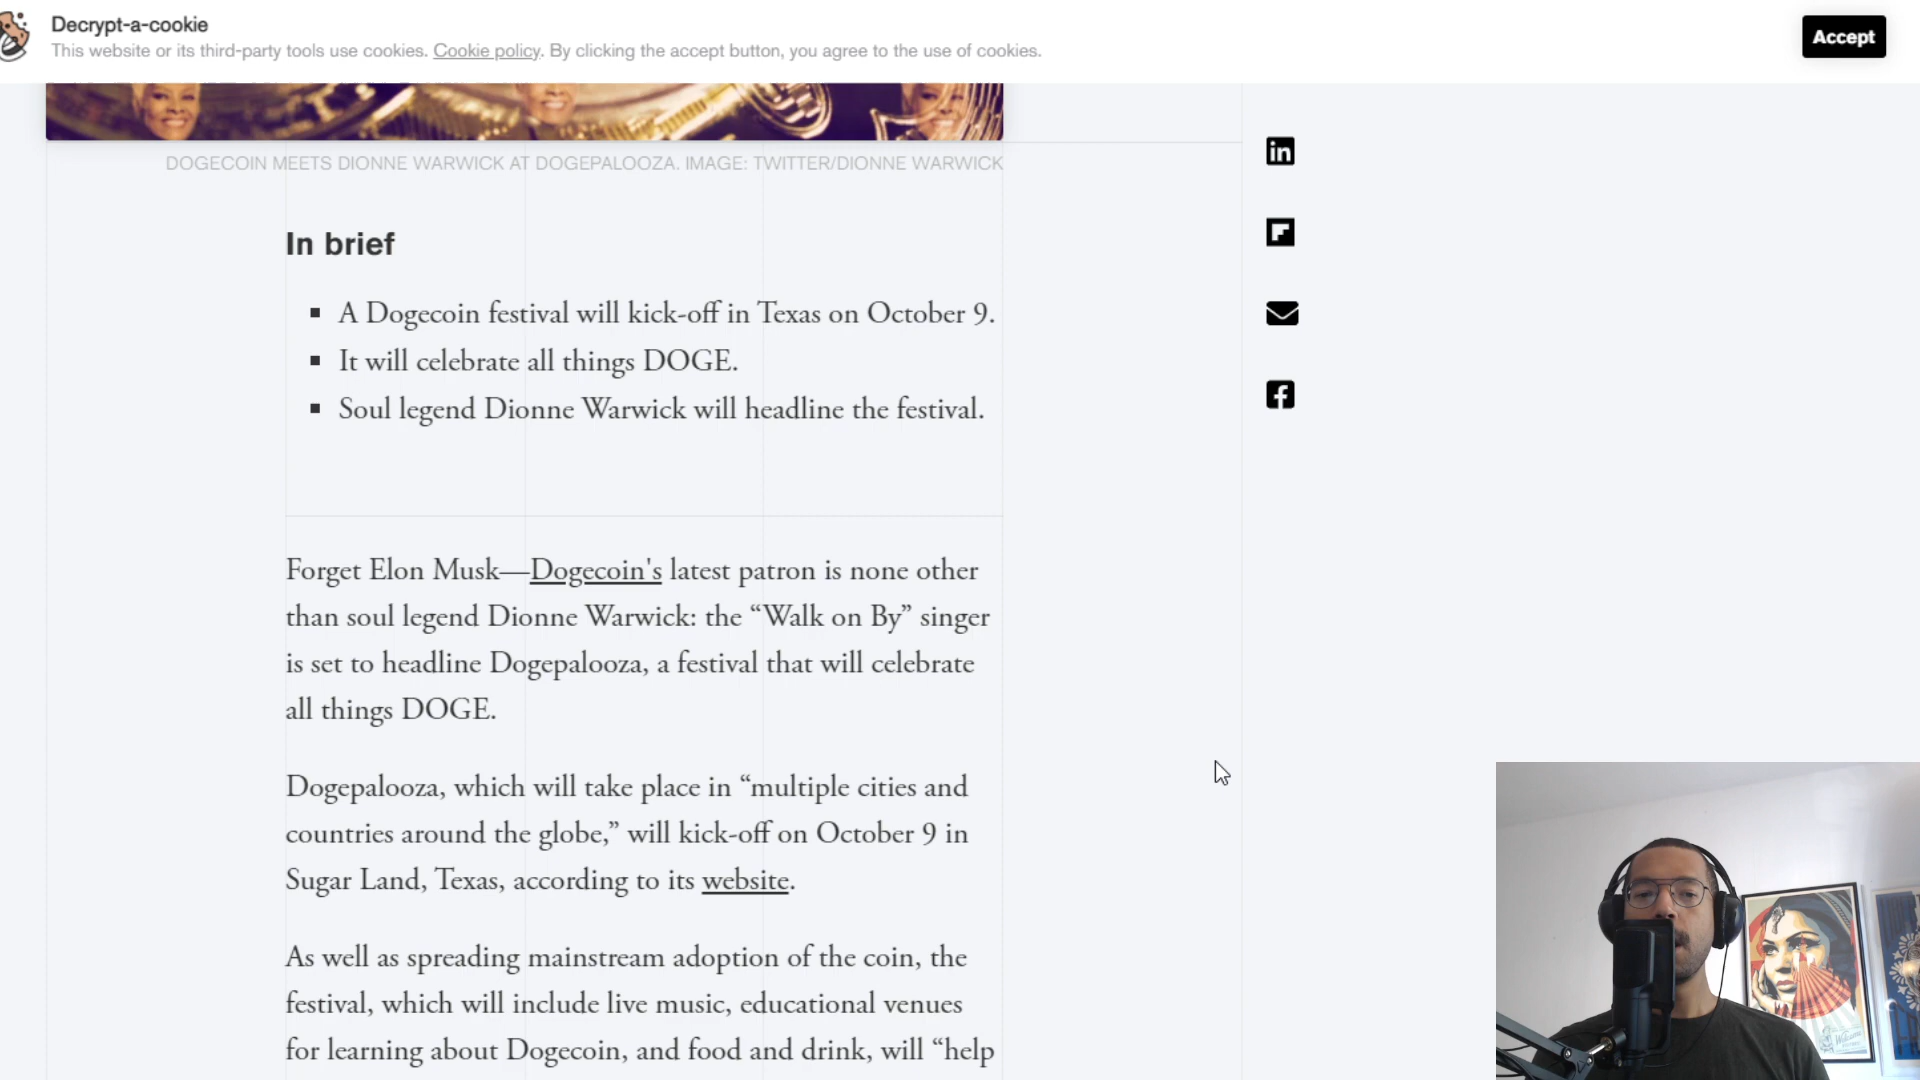 Decrypt-a-cookie
This website or its third-party tools use cookies. Cookie policy. By clicking the accept button, you agree to the use of cookies.
Accept
DOGECOIN MEETS DIONNE WARWICK AT DOGEPALOOZA. IMAGE: TWITTER/DIONNE WARWICK
In brief
A Dogecoin festival will kick-off in Texas on October 9.
It will celebrate all things DOGE.
Soul legend Dionne Warwick will headline the festival.
Forget Elon Musk—Dogecoin's latest patron is none other
than soul legend Dionne Warwick: the “Walk on By” singer
is set to headline Dogepalooza, a festival that will celebrate
all things DOGE.
Dogepalooza, which will take place in “multiple cities and
countries around the globe,” will kick-off on October 9 in
Sugar Land, Texas, according to its website.
As well as spreading mainstream adoption of the coin, the
festival, which will include live music, educational venues
for learning about Dogecoin, and food and drink, will “help